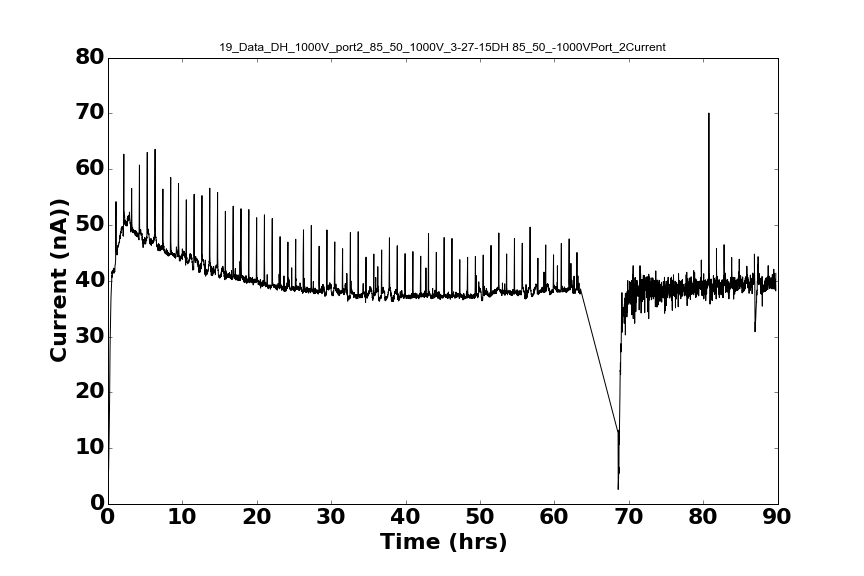 19_Data_DH_1000V_port2_85_50_1000V_3-27-15DH 85_50_-1000VPort_2Current
80
70
60
50
40
30
20
10
0
Current (nA))
0 10 20 30 40 50 60 70 80 90
Time (hrs)